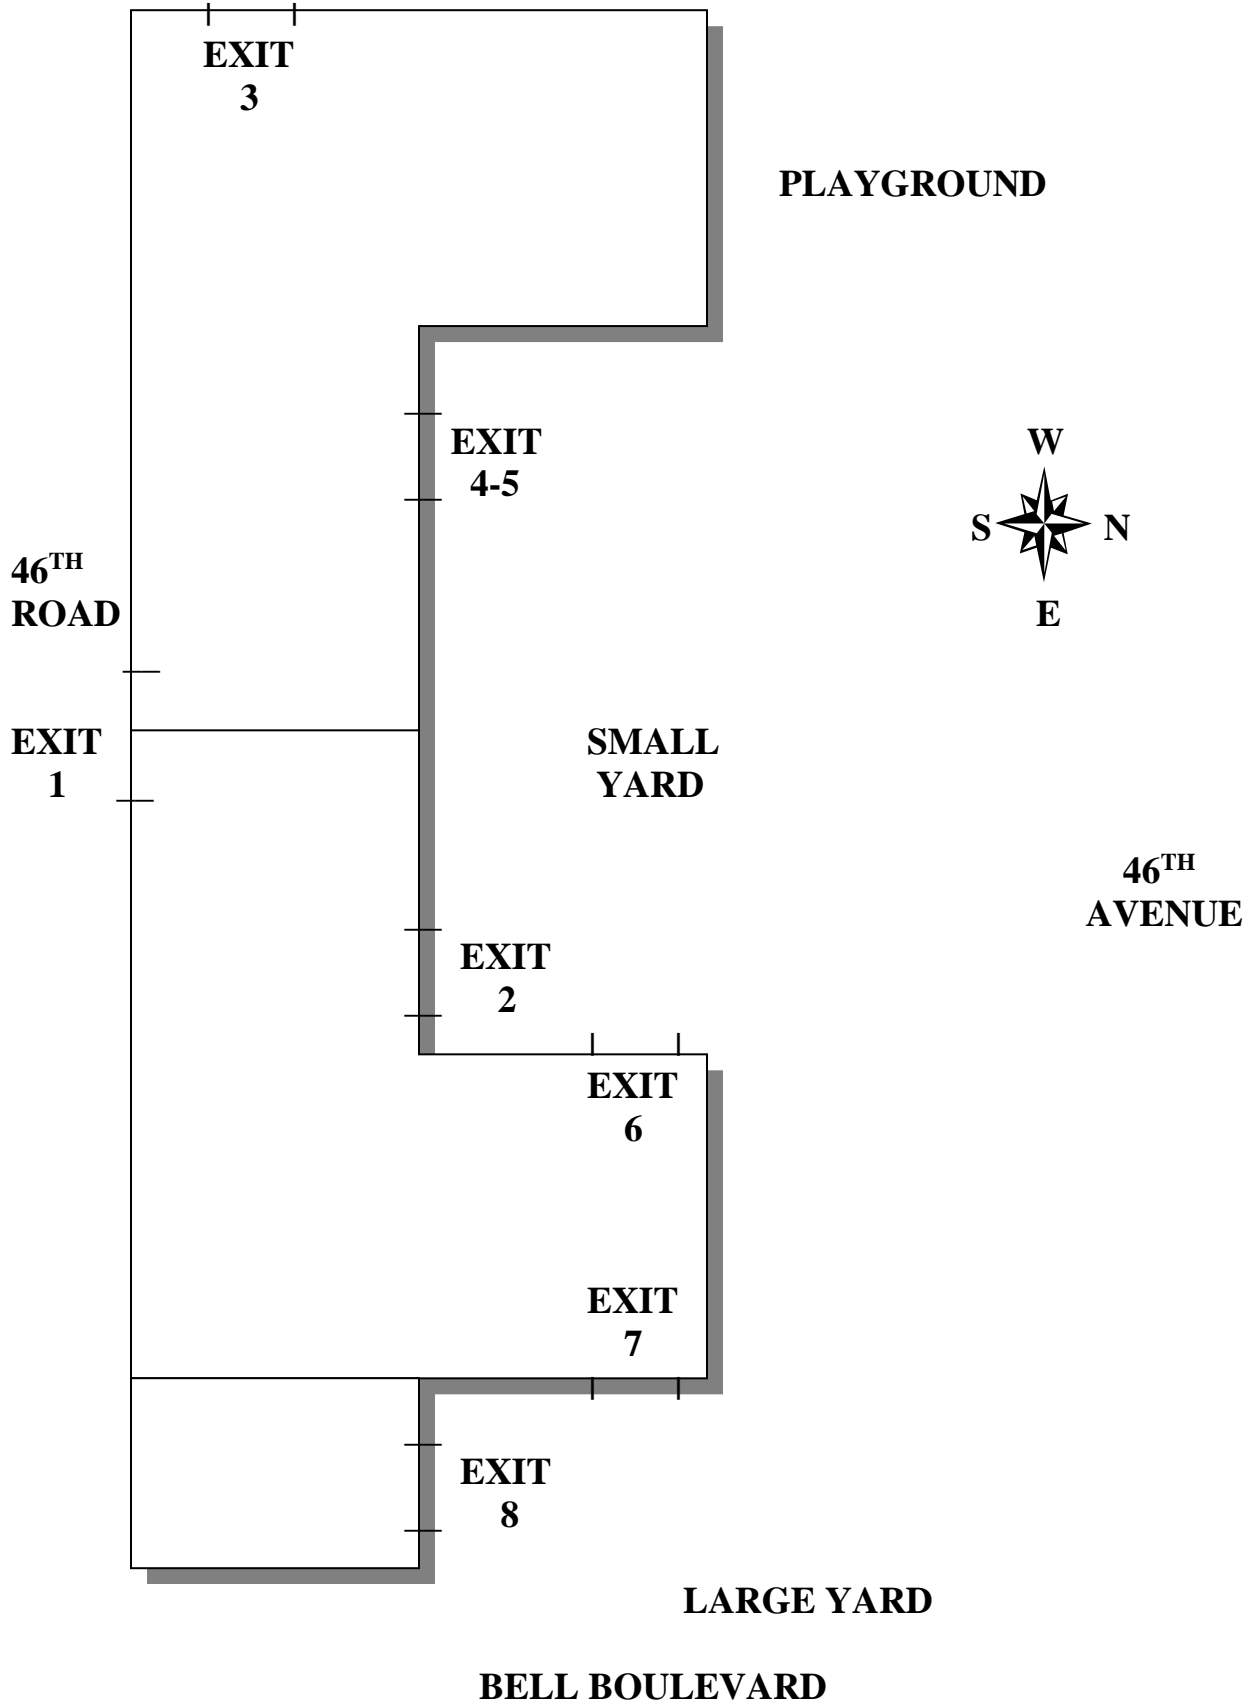 EXIT
3
PLAYGROUND
EXIT
4-5
W
S
N
E
46TH
ROAD
EXIT
1
SMALL
YARD
46TH
AVENUE
EXIT
2
EXIT
6
EXIT
7
EXIT
8
LARGE YARD
BELL BOULEVARD